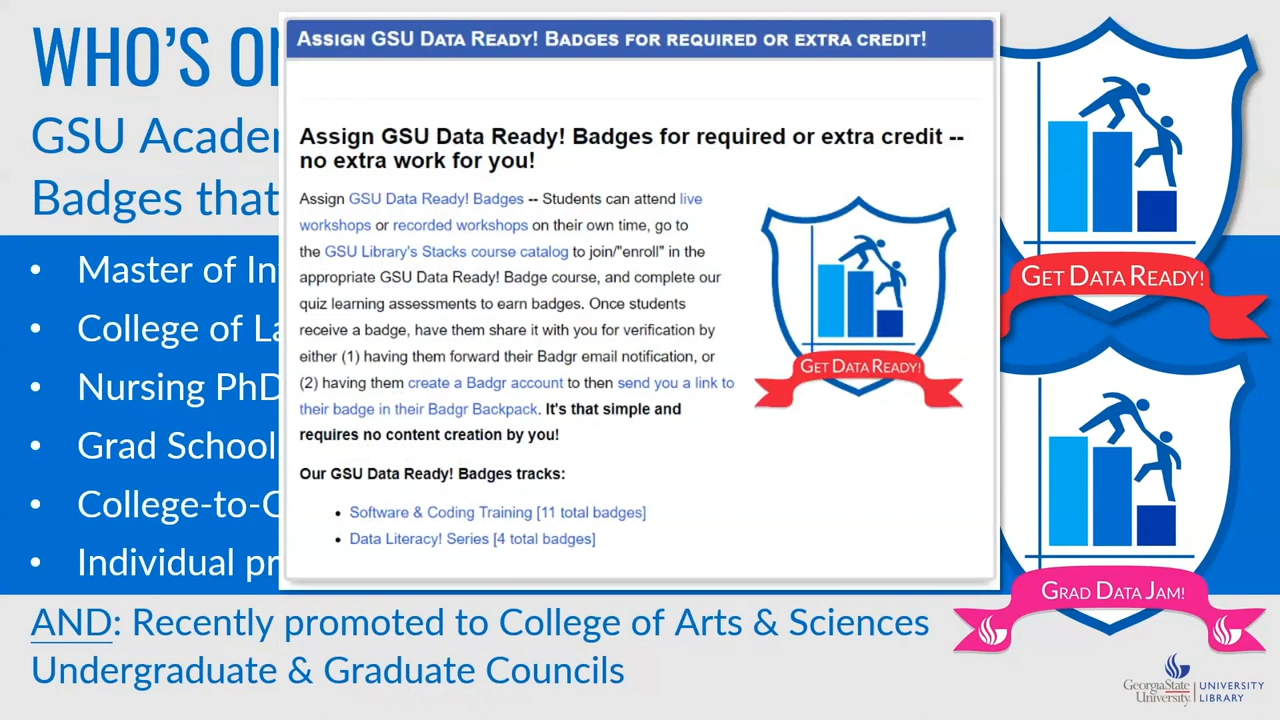 WHO'S
GSU
Badges that
• Master of
• College of
• Nursing PhD
• Grad School
• College-to-
• Individual
AND: Recently promoted to College of Arts & Sciences
Undergraduate & Graduate Councils
ASSIGN GSU DATA READY! BADGES FOR REQUIRED OR EXTRA CREDIT!
Assign GSU Data Ready! Badges for required or extra credit --
no extra work for you!
Assign GSU Data Ready! Badges -- Students can attend live
workshops or recorded workshops on their own time, go to
the GSU Library's Stacks course catalog to join/"enroll" in the
appropriate GSU Data Ready! Badge course, and complete our
quiz learning assessments to earn badges. Once students
receive a badge, have them share it with you for verification by
either (1) having them forward their Badgr email notification, or
(2) having them create a Badgr account to then send you a link to
their badge in their Badgr Backpack. It's that simple and
requires no content creation by you!
Our GSU Data Ready! Badges tracks:
• Software & Coding Training [11 total badges]
• Data Literacy! Series [4 total badges]
GET DATA READY!
GET DATA READY!
GRAD DATA JAM!
GeorgiaState
University
UNIVERSITY
LIBRARY